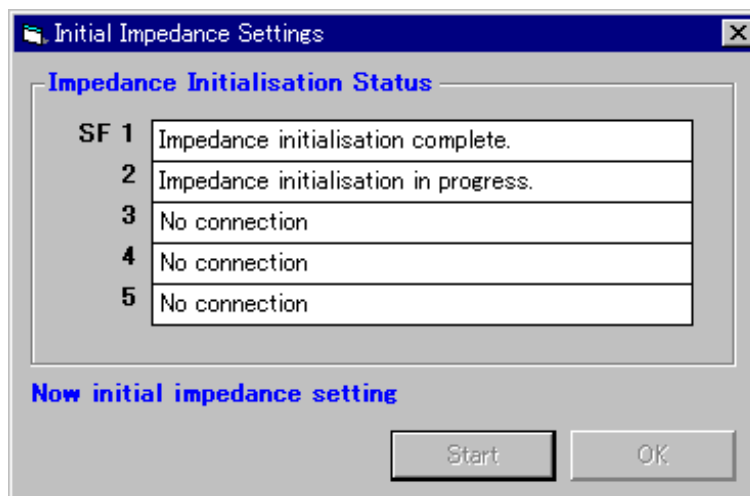 Initial Impedance Settings
Impedance Initialisation Status
SF 1 Impedance initialisation complete.
2 Impedance initialisation in progress.
3 No connection
4 No connection
5 No connection
Now initial impedance setting
Start OK